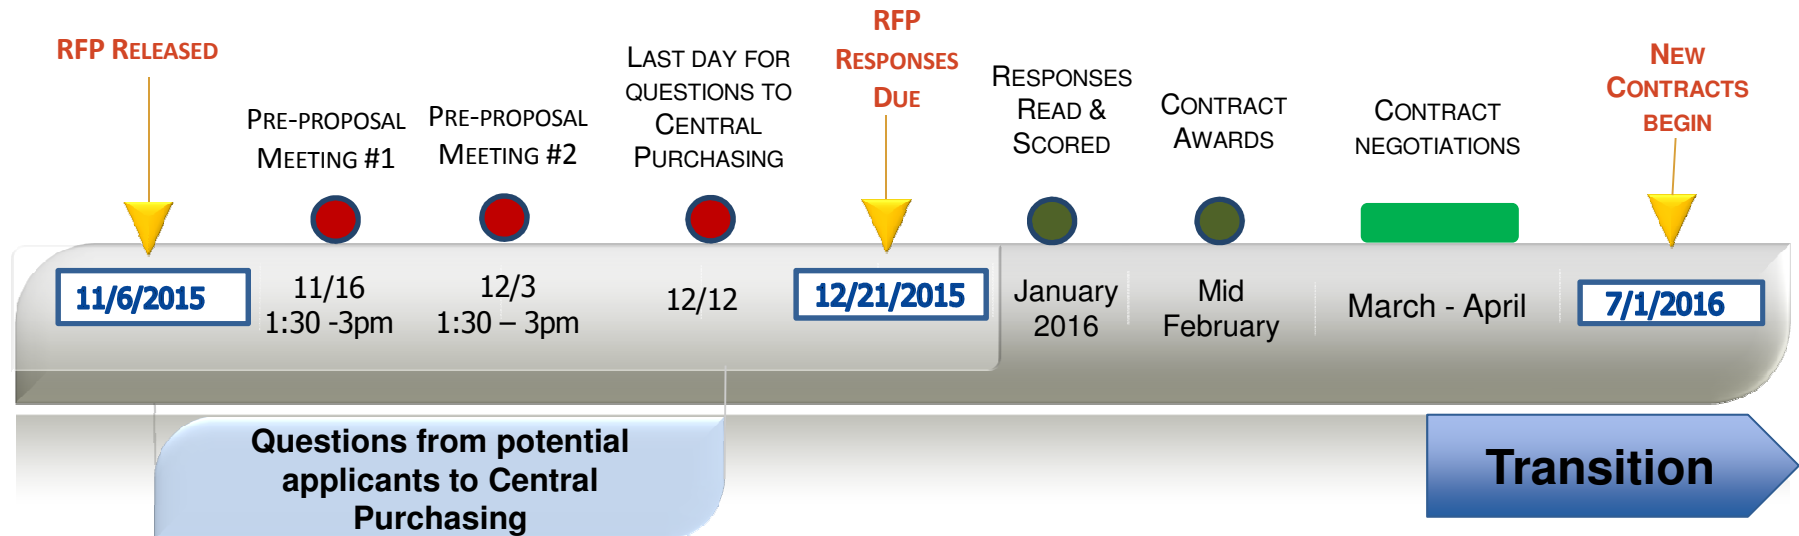 RFP RELEASED
PRE-PROPOSAL
MEETING #1
PRE-PROPOSAL
MEETING #2
LAST DAY FOR
QUESTIONS TO
CENTRAL
PURCHASING
RFP
RESPONSES
DUE
RESPONSES
READ &
SCORED
CONTRACT
AWARDS
CONTRACT
NEGOTIATIONS
NEW
CONTRACTS
BEGIN
11/6/2015
11/16
1:30 -3pm
12/3
1:30 – 3pm
12/12
12/21/2015
January
2016
Mid
February
March - April
7/1/2016
Questions from potential
applicants to Central
Purchasing
Transition